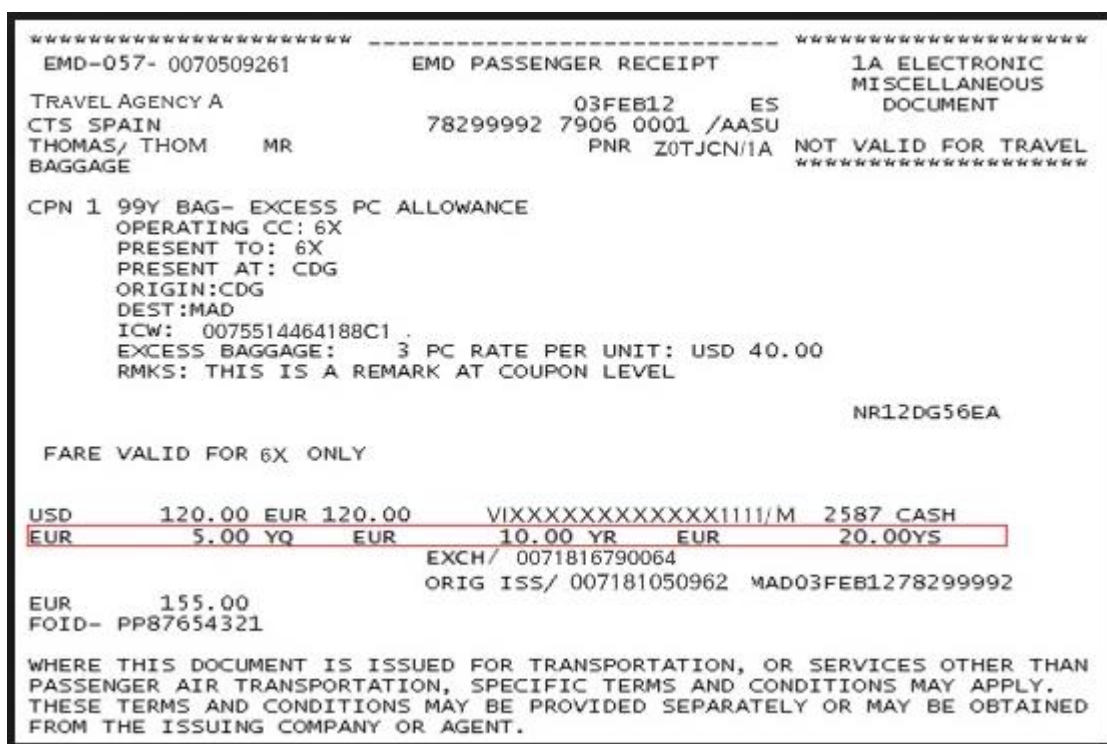 ********************** ____________________________ ********************
EMD-057- 0070509261 EMD PASSENGER RECEIPT 1A ELECTRONIC
MISCELLANEOUS
TRAVEL AGENCY A 03FEB12 ES DOCUMENT
CTS SPAIN 78299992 7906 0001 /AASU
THOMAS/ THOM MR PNR Z0TJCN/1A NOT VALID FOR TRAVEL
BAGGAGE ********************
CPN 1 99Y BAG- EXCESS PC ALLOWANCE
OPERATING CC: 6X
PRESENT TO: 6X
PRESENT AT: CDG
ORIGIN:CDG
DEST:MAD
ICW: 0075514464188C1 .
EXCESS BAGGAGE: 3 PC RATE PER UNIT: USD 40.00
RMKS: THIS IS A REMARK AT COUPON LEVEL
NR12DG56EA
FARE VALID FOR 6X ONLY
USD 120.00 EUR 120.00 VIXXXXXXXXXXXX1111/M 2587 CASH
EUR 5.00 YQ EUR 10.00 YR EUR 20.00YS
EXCH/ 0071816790064
ORIG ISS/ 007181050962 MAD03FEB1278299992
EUR 155.00
FOID- PP87654321
WHERE THIS DOCUMENT IS ISSUED FOR TRANSPORTATION, OR SERVICES OTHER THAN
PASSENGER AIR TRANSPORTATION, SPECIFIC TERMS AND CONDITIONS MAY APPLY.
THESE TERMS AND CONDITIONS MAY BE PROVIDED SEPARATELY OR MAY BE OBTAINED
FROM THE ISSUING COMPANY OR AGENT.